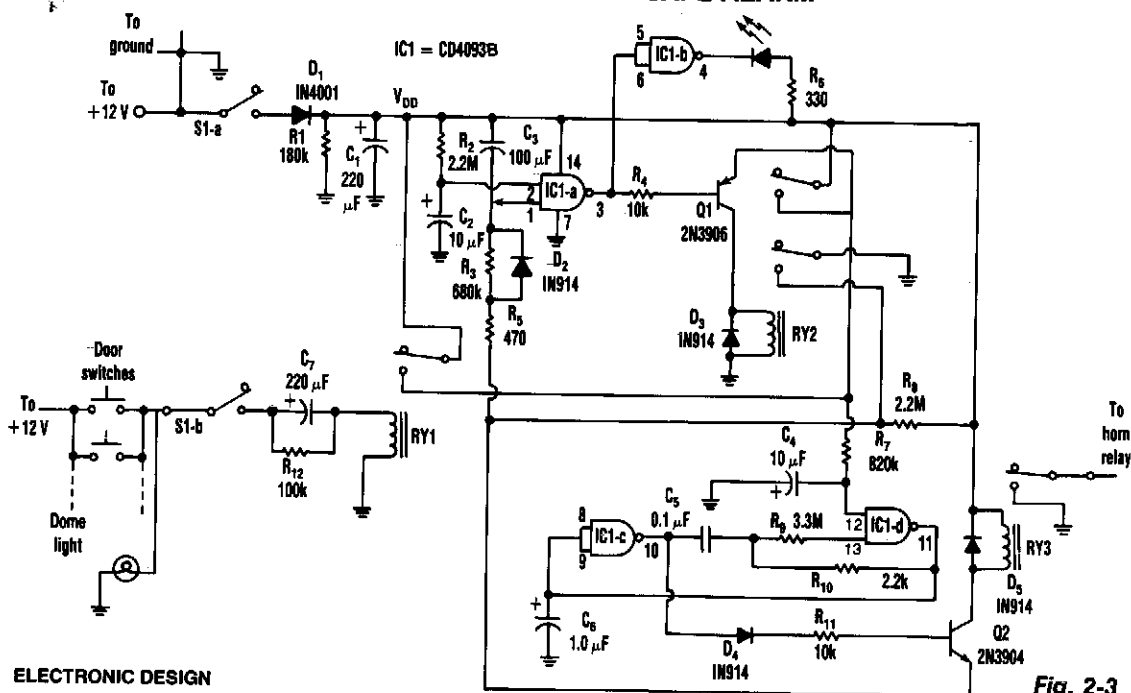 To
ground
To
+12 V
S1-a
D1
IN4001
R1
180k
C1
220
μF
+
IC1 = CD4093B
VDD
R2
2.2M
C3
100 μF
14
2
1
IC1-a
7
3
+
C2
10 μF
R3
680k
D2
IN914
R5
470
5
6
IC1-b
4
R6
330
R4
10k
Q1
2N3906
D3
IN914
RY2
Door
switches
To
+12 V
S1-b
C7
220 μF
+
R12
100k
RY1
Dome
light
R8
2.2M
R7
820k
C4
10 μF
+
C5
0.1 μF
8
9
IC1-c
10
R9
3.3M
12
13
IC1-d
11
R10
2.2k
+
C6
1.0 μF
D4
IN914
R11
10k
To
horn
relay
RY3
D5
IN914
Q2
2N3904
ELECTRONIC DESIGN
Fig. 2-3